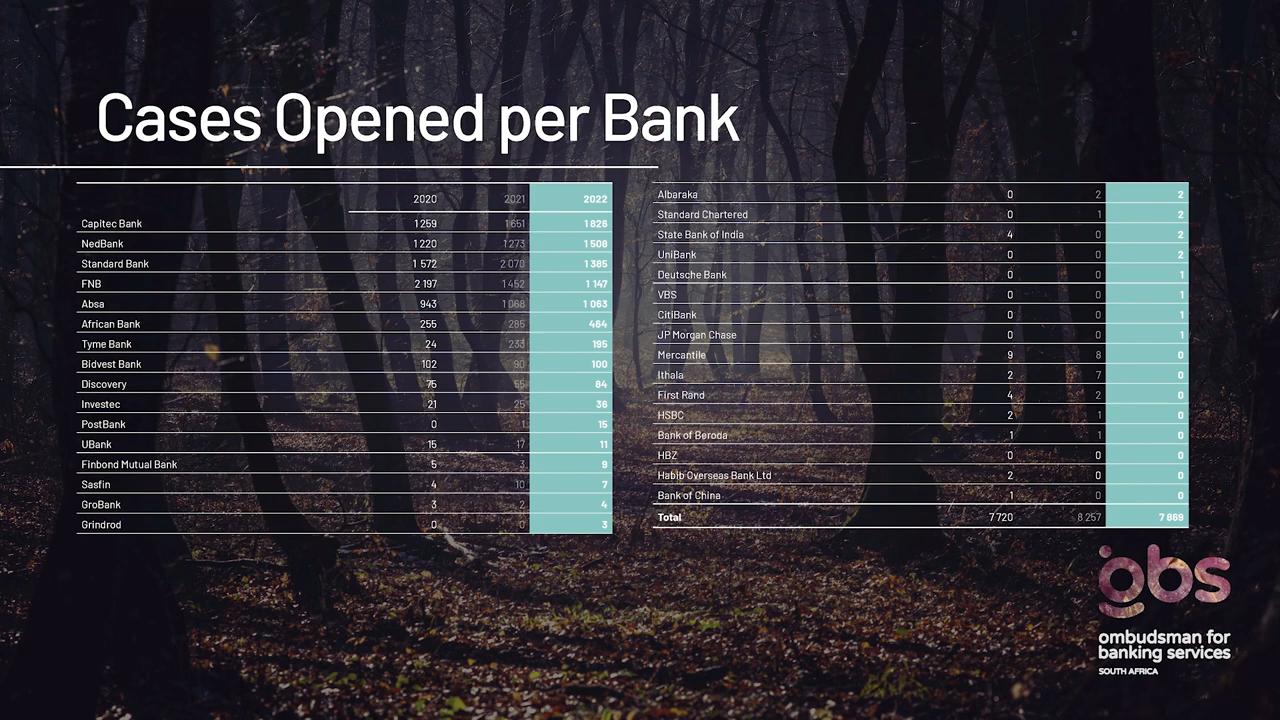 Cases Opened per Bank
2020 2021 2022
Capitec Bank 1 259 1 651 1 826
NedBank 1 220 1 273 1 508
Standard Bank 1 572 2 070 1 385
FNB 2 197 1 452 1 147
Absa 943 1 068 1 063
African Bank 255 285 464
Tyme Bank 24 233 195
Bidvest Bank 102 90 100
Discovery 75 55 84
Investec 21 25 36
PostBank 0 1 15
UBank 15 17 11
Finbond Mutual Bank 5 3 9
Sasfin 4 10 7
GroBank 3 2 4
Grindrod 0 0 3
Albaraka 0 2 2
Standard Chartered 0 1 2
State Bank of India 4 0 2
UniBank 0 0 2
Deutsche Bank 0 0 1
VBS 0 0 1
CitiBank 0 0 1
JP Morgan Chase 0 0 1
Mercantile 9 8 0
Ithala 2 7 0
First Rand 4 2 0
HSBC 2 1 0
Bank of Beroda 1 1 0
HBZ 0 0 0
Habib Overseas Bank Ltd 2 0 0
Bank of China 1 0 0
Total 7 720 8 257 7 869
obs
ombudsman for
banking services
SOUTH AFRICA